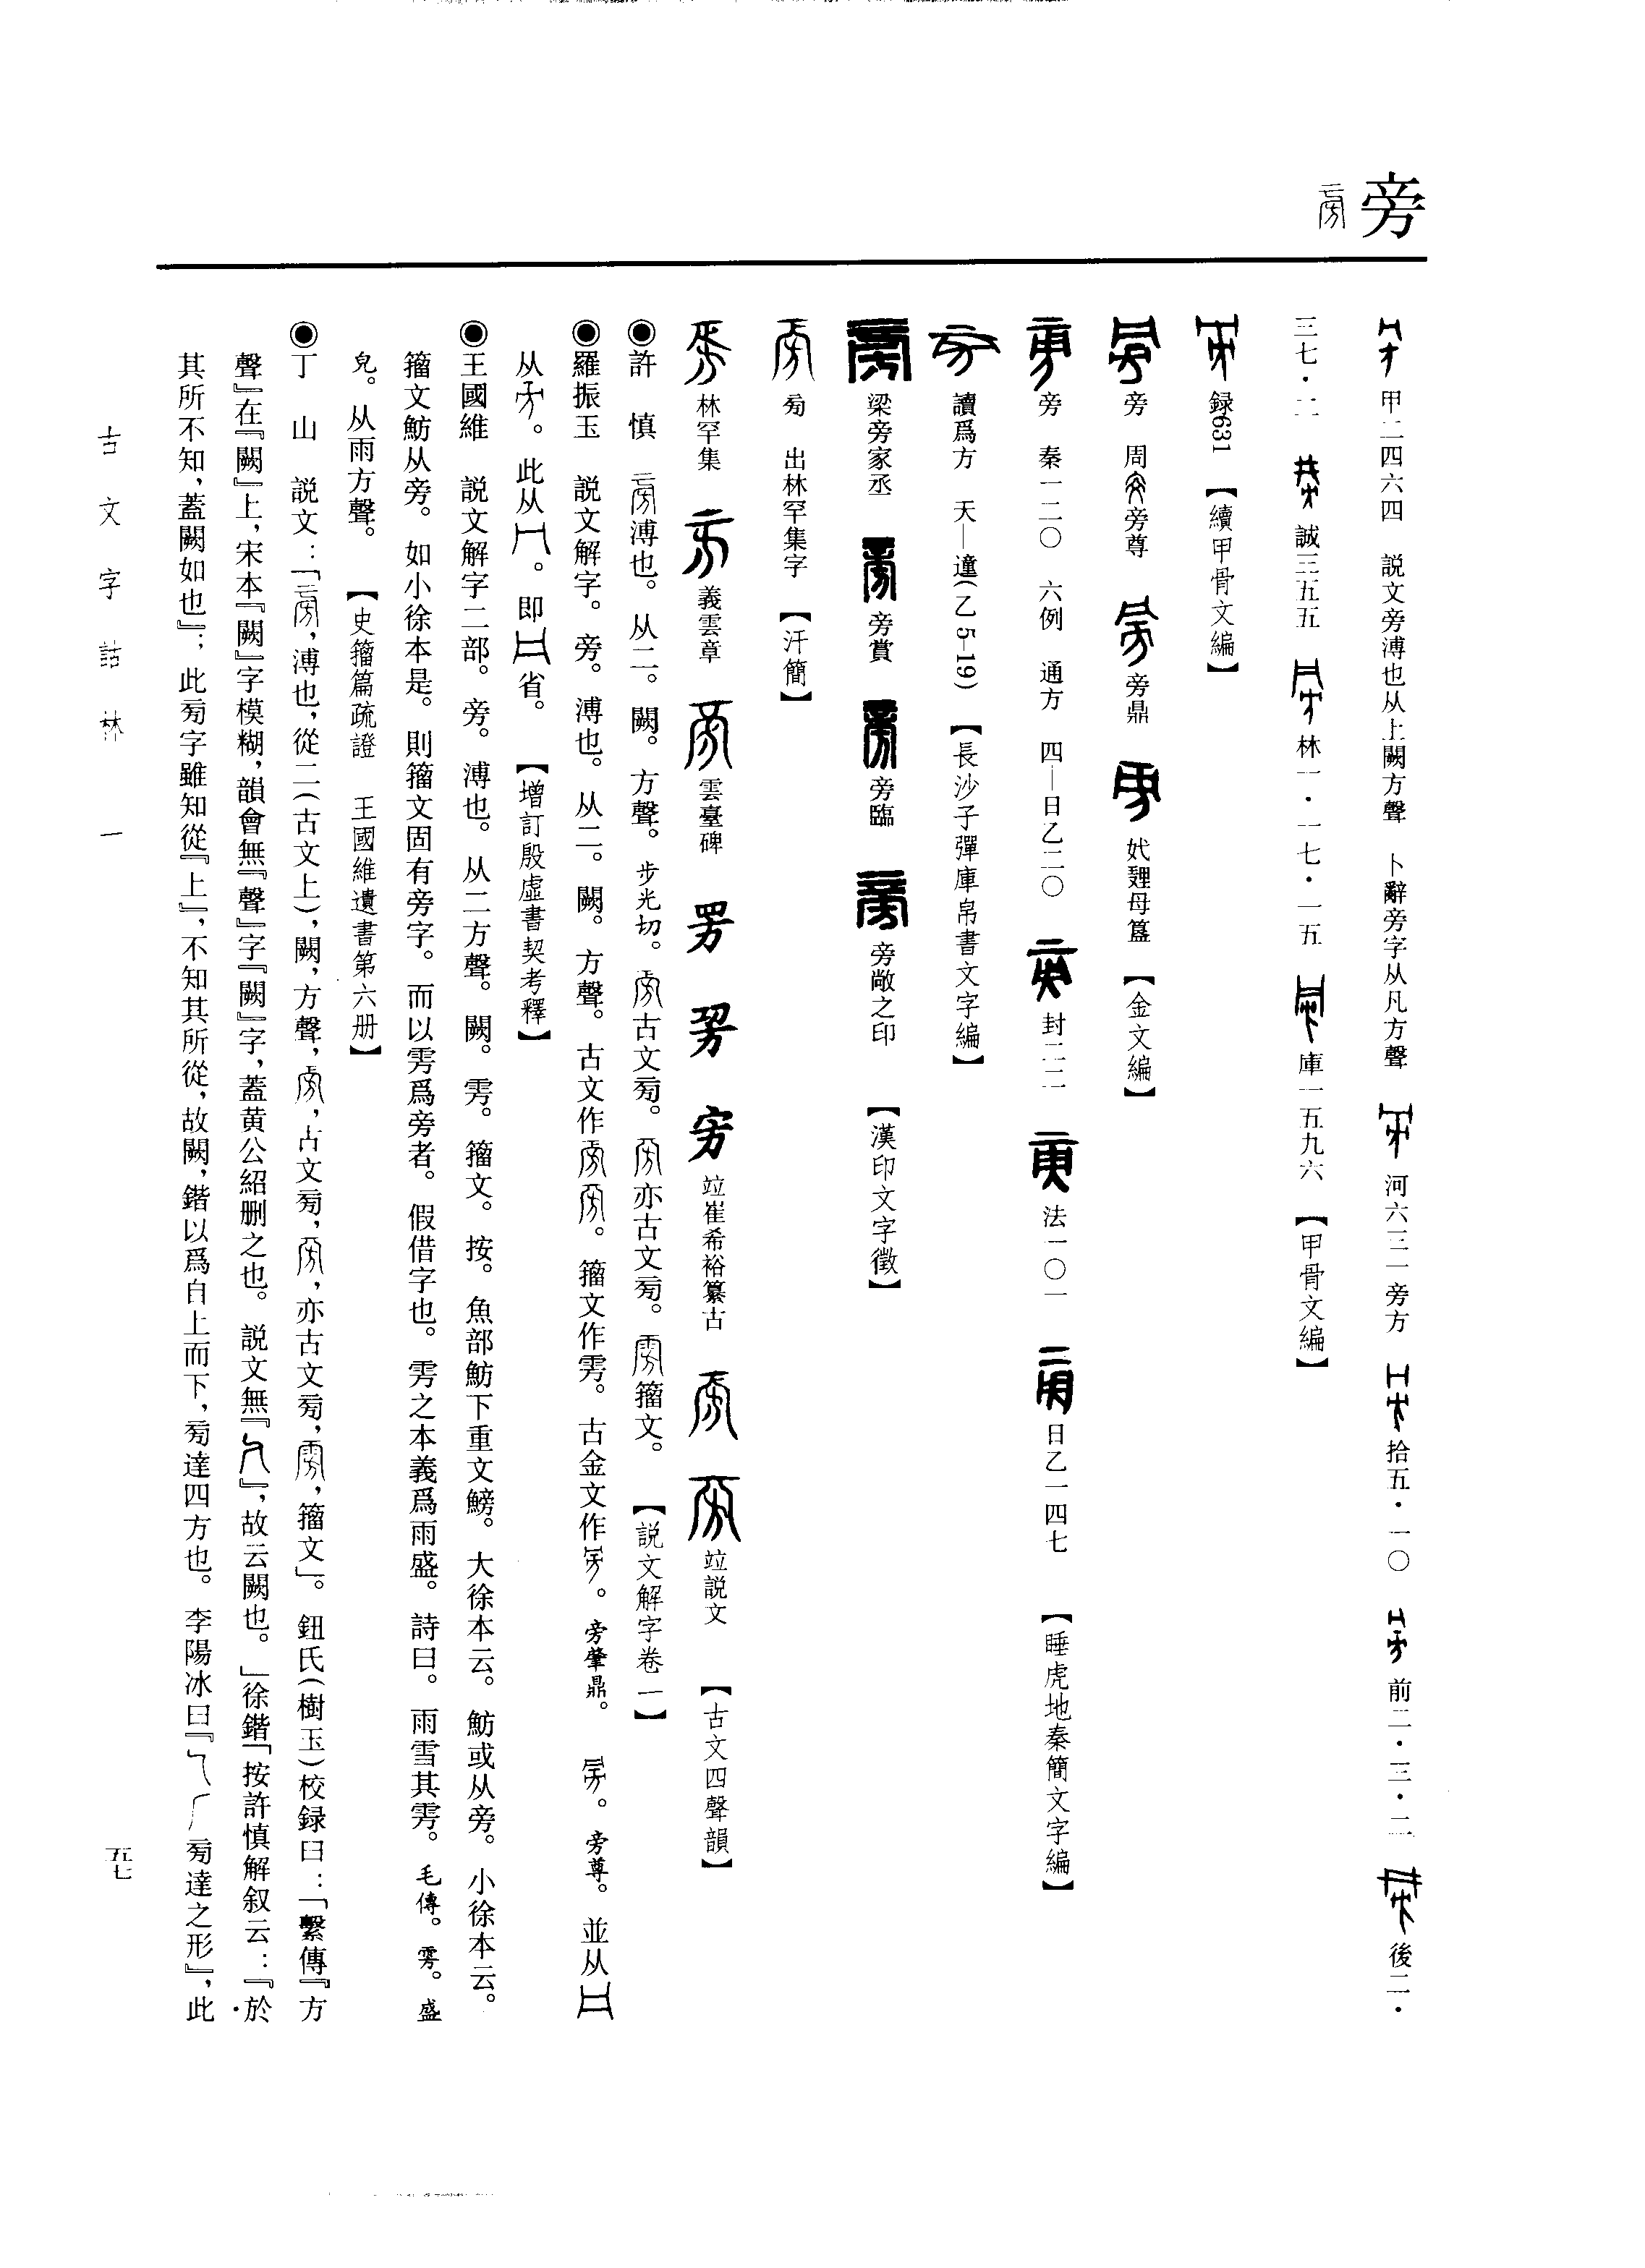 旁
甲二四六四　説文旁溥也从上闕方聲　卜辭旁字从凡方聲　河六三二旁方　拾五·一〇　前二·三·二　後二·
三七·二　誠三五五　林一·一七·一五　庫一五九六　【甲骨文編】
録631　【續甲骨文編】
旁　周旁尊　旁鼎　母簋　【金文編】
旁　秦一二〇　六例　通方　四—日乙二〇　封二二　法一〇一　日乙一四七　【睡虎地秦簡文字編】
讀爲方　天—潼(乙5-19)　【長沙子彈庫帛書文字編】
梁旁家丞　旁賞　旁臨　旁敞之印　【漢印文字徵】
㫄　出林罕集字　【汗簡】
林罕集　義雲章　雲臺碑　竝崔希裕纂古　竝説文　【古文四聲韻】
◉許　慎　溥也。从二。闕。方聲。步光切。古文㫄。亦古文㫄。籀文。　【説文解字卷一】
◉羅振玉　説文解字。旁。溥也。从二。闕。方聲。古文作。籀文作雱。古金文作。旁肇鼎。　。旁尊。並从
从。此从。即省。　【增訂殷虛書契考釋】
◉王國維　説文解字二部。旁。溥也。从二方聲。闕。雱。籀文。按。魚部魴下重文鰟。大徐本云。魴或从旁。小徐本云。
籀文魴从旁。如小徐本是。則籀文固有旁字。而以雱爲旁者。假借字也。雱之本義爲雨盛。詩曰。雨雪其雱。毛傳。雱。盛
皃。从雨方聲。　【史籀篇疏證　王國維遺書第六册】
◉丁　山　説文：「，溥也，從二(古文上)，闕，方聲，，古文㫄，，亦古文㫄，，籀文」。鈕氏(樹玉)校録曰：「繫傳『方
聲』在『闕』上，宋本『闕』字模糊，韻會無『聲』字『闕』字，蓋黄公紹刪之也。説文無『』，故云闕也。」徐鍇「按許慎解叙云：『於
其所不知，蓋闕如也』；此㫄字雖知從『上』，不知其所從，故闕，鍇以爲自上而下，㫄達四方也。李陽冰曰『㫄達之形』，此
古文字詁林　一
五七